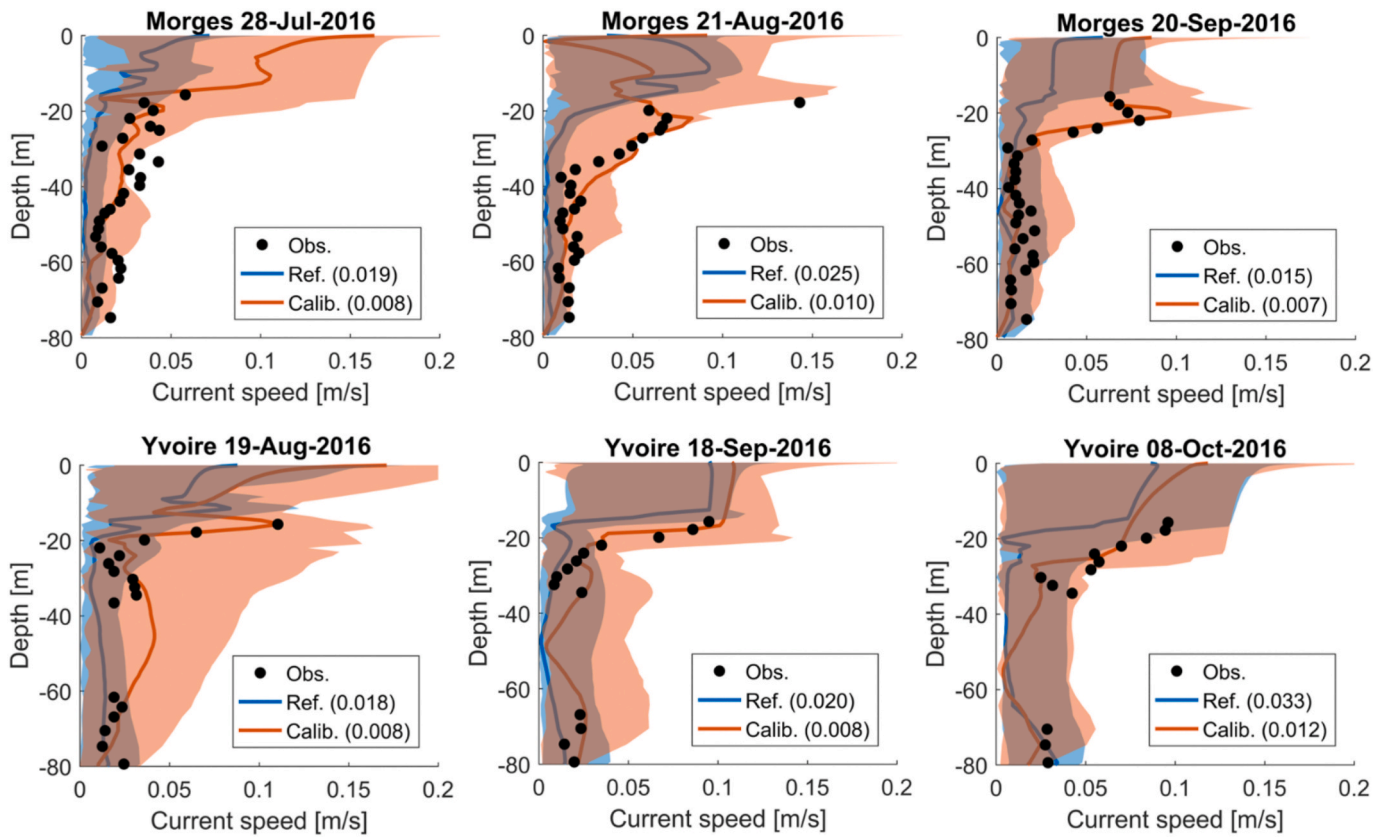 Morges 28-Jul-2016
0
-20
-40
-60
-80
Depth [m]
0 0.05 0.1 0.15 0.2
Current speed [m/s]
Obs.
Ref. (0.019)
Calib. (0.008)
Morges 21-Aug-2016
0
-20
-40
-60
-80
Depth [m]
0 0.05 0.1 0.15 0.2
Current speed [m/s]
Obs.
Ref. (0.025)
Calib. (0.010)
Morges 20-Sep-2016
0
-20
-40
-60
-80
Depth [m]
0 0.05 0.1 0.15 0.2
Current speed [m/s]
Obs.
Ref. (0.015)
Calib. (0.007)
Yvoire 19-Aug-2016
0
-20
-40
-60
-80
Depth [m]
0 0.05 0.1 0.15 0.2
Current speed [m/s]
Obs.
Ref. (0.018)
Calib. (0.008)
Yvoire 18-Sep-2016
0
-20
-40
-60
-80
Depth [m]
0 0.05 0.1 0.15 0.2
Current speed [m/s]
Obs.
Ref. (0.020)
Calib. (0.008)
Yvoire 08-Oct-2016
0
-20
-40
-60
-80
Depth [m]
0 0.05 0.1 0.15 0.2
Current speed [m/s]
Obs.
Ref. (0.033)
Calib. (0.012)